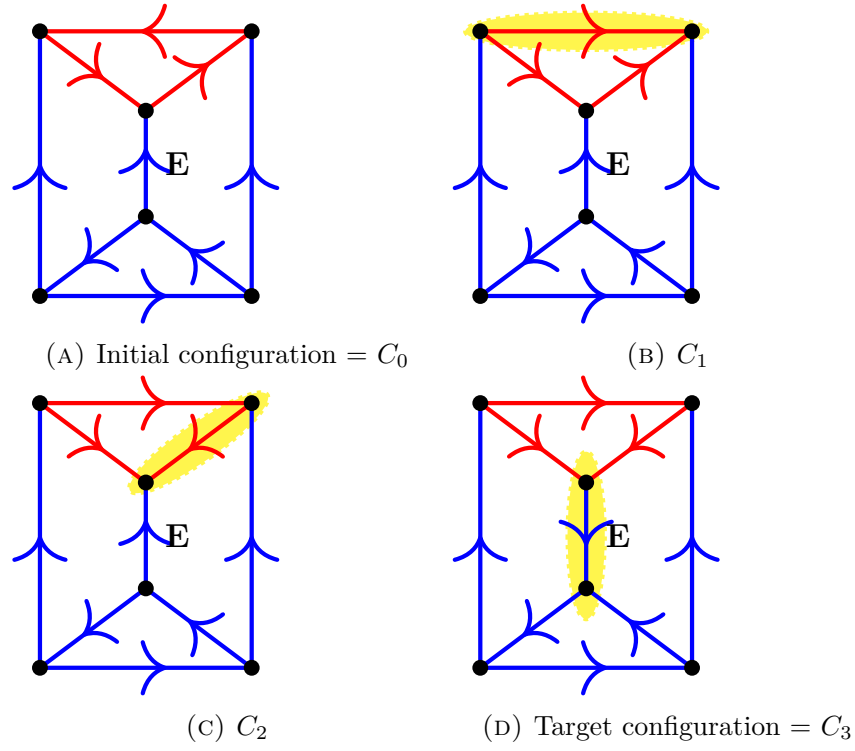 E
E
(A) Initial configuration = C₀
(B) C₁
E
E
(C) C₂
(D) Target configuration = C₃